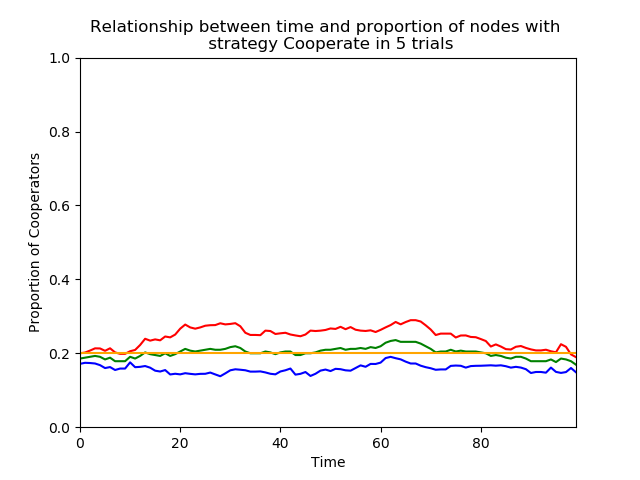 Relationship between time and proportion of nodes with
strategy Cooperate in 5 trials
1.0
0.8
0.6
0.4
0.2
0.0
Proportion of Cooperators
0
20
40
60
80
Time